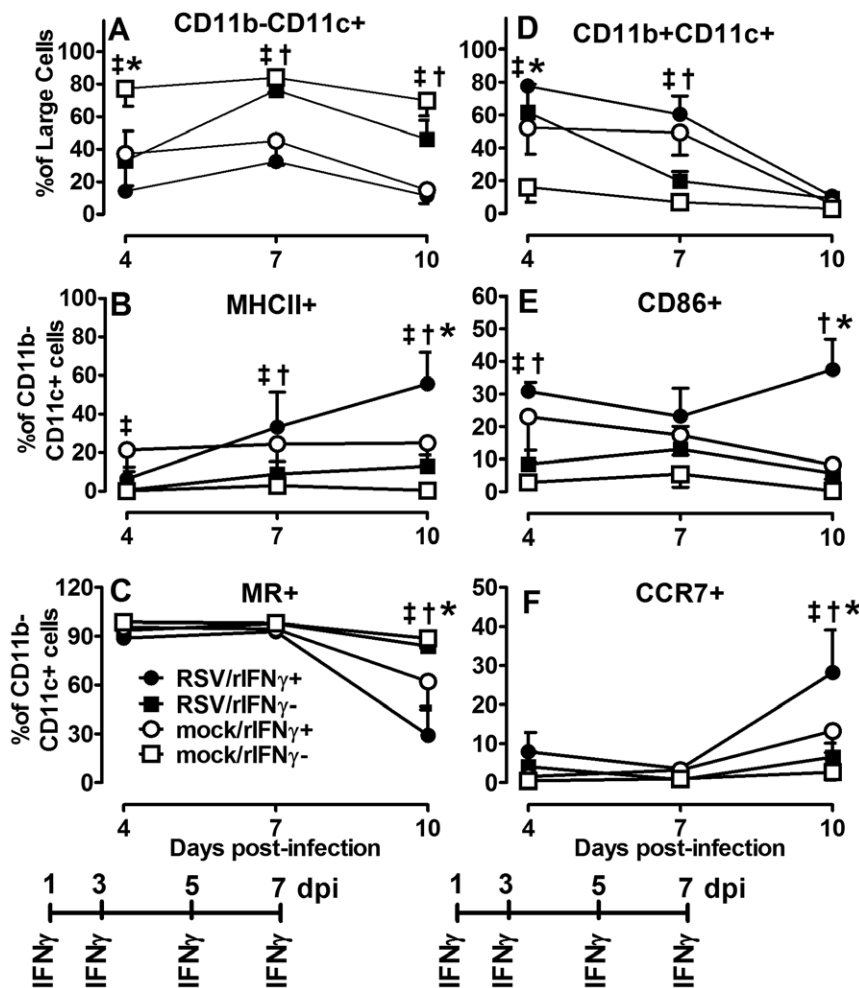 A CD11b-CD11c+
%of Large Cells
100
80
60
40
20
0
‡*
‡†
‡†
4 7 10
D CD11b+CD11c+
100
80
60
40
20
0
‡*
‡†
4 7 10
B MHCII+
%of CD11b-
CD11c+ cells
100
80
60
40
20
0
‡
‡†
‡†*
4 7 10
E CD86+
60
50
40
30
20
10
0
‡†
†*
4 7 10
C MR+
%of CD11b-
CD11c+ cells
120
90
60
30
0
‡†*
RSV/rIFNγ+
RSV/rIFNγ-
mock/rIFNγ+
mock/rIFNγ-
4 7 10
F CCR7+
50
40
30
20
10
0
‡†*
4 7 10
Days post-infection
1 3 5 7 dpi
IFNγ IFNγ IFNγ IFNγ
1 3 5 7 dpi
IFNγ IFNγ IFNγ IFNγ